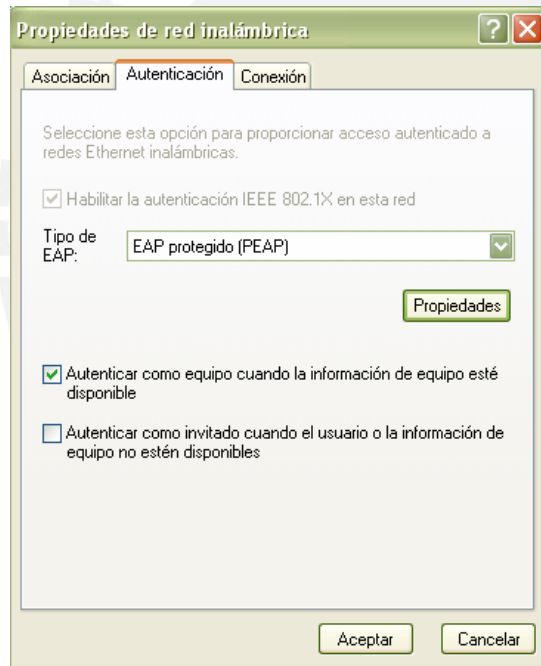 Propiedades de red inalámbrica
Asociación Autenticación Conexión
Seleccione esta opción para proporcionar acceso autenticado a
redes Ethernet inalámbricas.
Habilitar la autenticación IEEE 802.1X en esta red
Tipo de
EAP:
EAP protegido (PEAP)
Propiedades
Autenticar como equipo cuando la información de equipo esté
disponible
Autenticar como invitado cuando el usuario o la información de
equipo no estén disponibles
Aceptar Cancelar